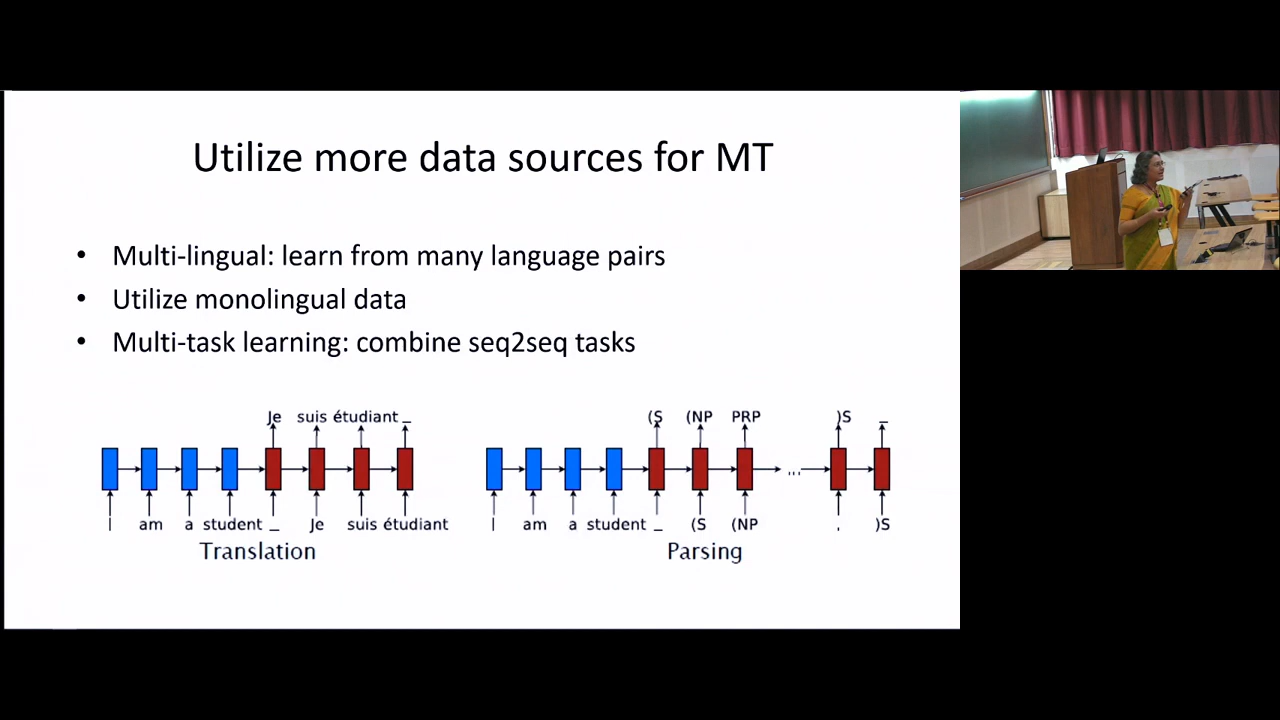 Utilize more data sources for MT
• Multi-lingual: learn from many language pairs
• Utilize monolingual data
• Multi-task learning: combine seq2seq tasks
Je suis étudiant _
I am a student _ Je suis étudiant
Translation
(S (NP PRP ... )S _
I am a student _ (S (NP . )S
Parsing